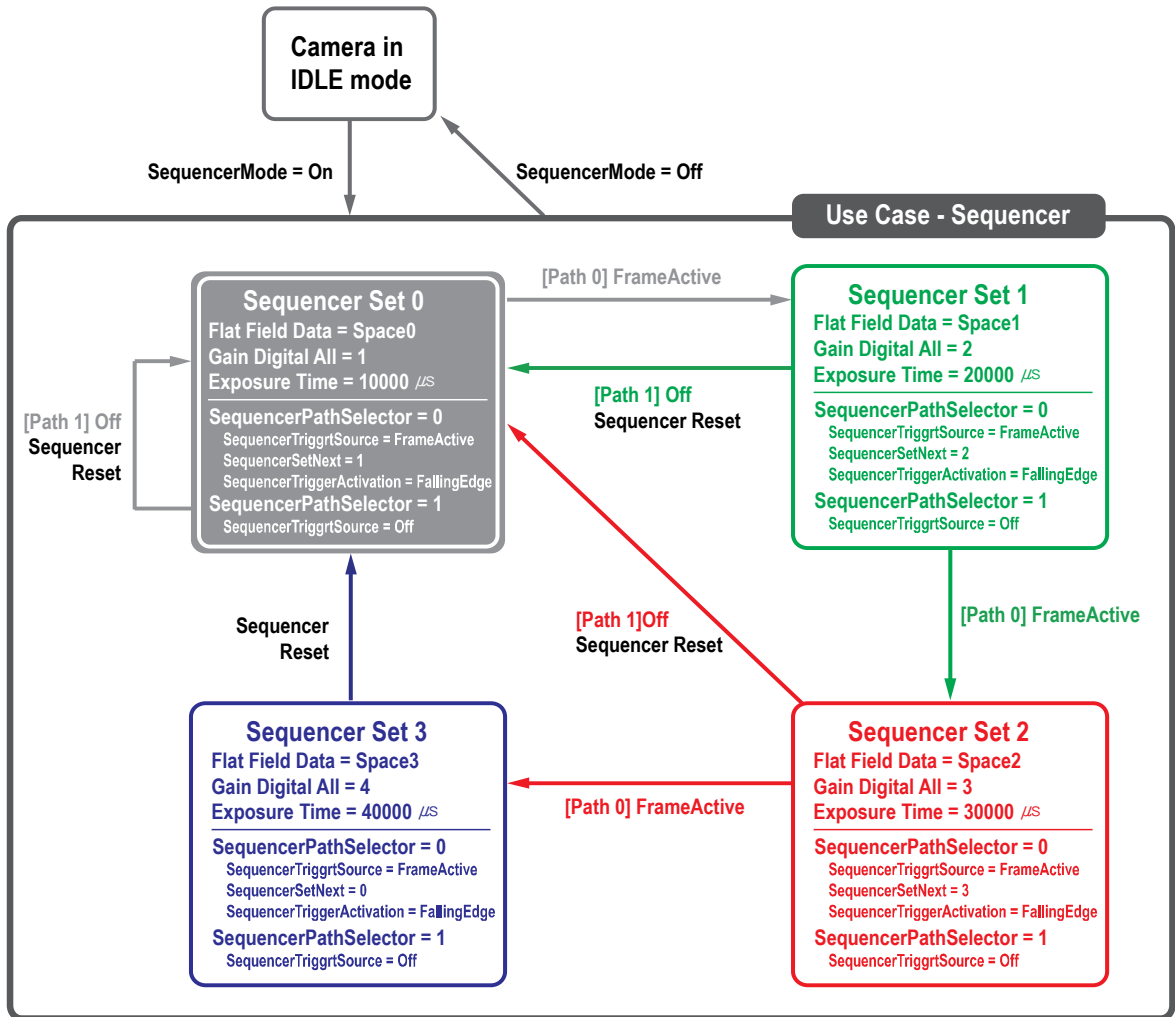 Camera in
IDLE mode
SequencerMode = On
SequencerMode = Off
Use Case - Sequencer
Sequencer Set 0
Flat Field Data = Space0
Gain Digital All = 1
Exposure Time = 10000 μs
SequencerPathSelector = 0
SequencerTriggrtSource = FrameActive
SequencerSetNext = 1
SequencerTriggerActivation = FallingEdge
SequencerPathSelector = 1
SequencerTriggrtSource = Off
[Path 1] Off
Sequencer
Reset
[Path 0] FrameActive
[Path 1] Off
Sequencer Reset
Sequencer Set 1
Flat Field Data = Space1
Gain Digital All = 2
Exposure Time = 20000 μs
SequencerPathSelector = 0
SequencerTriggrtSource = FrameActive
SequencerSetNext = 2
SequencerTriggerActivation = FallingEdge
SequencerPathSelector = 1
SequencerTriggrtSource = Off
[Path 0] FrameActive
[Path 1]Off
Sequencer Reset
Sequencer
Reset
Sequencer Set 3
Flat Field Data = Space3
Gain Digital All = 4
Exposure Time = 40000 μs
SequencerPathSelector = 0
SequencerTriggrtSource = FrameActive
SequencerSetNext = 0
SequencerTriggerActivation = FallingEdge
SequencerPathSelector = 1
SequencerTriggrtSource = Off
[Path 0] FrameActive
Sequencer Set 2
Flat Field Data = Space2
Gain Digital All = 3
Exposure Time = 30000 μs
SequencerPathSelector = 0
SequencerTriggrtSource = FrameActive
SequencerSetNext = 3
SequencerTriggerActivation = FallingEdge
SequencerPathSelector = 1
SequencerTriggrtSource = Off